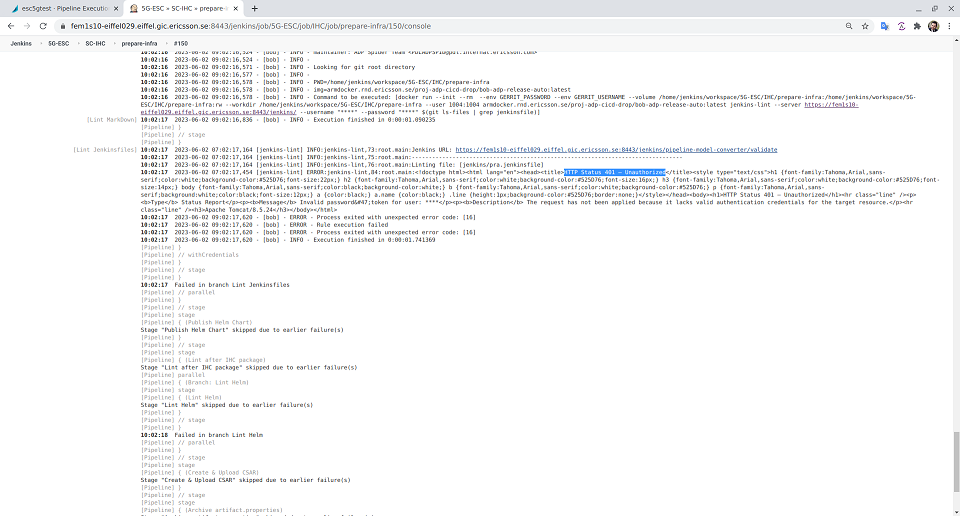 esc5gtest - Pipeline Executio
5G-ESC » SC-IHC » prepare-
fem1s10-eiffel029.eiffel.gic.ericsson.se:8443/jenkins/job/5G-ESC/job/IHC/job/prepare-infra/150/console
Jenkins 5G-ESC SC-IHC prepare-infra #150
10:02:16 2023-06-02 09:02:16,524 - [bob] - INFO -
10:02:16 2023-06-02 09:02:16,571 - [bob] - INFO - Looking for git root directory
10:02:16 2023-06-02 09:02:16,577 - [bob] - INFO -
10:02:16 2023-06-02 09:02:16,578 - [bob] - INFO - PWD=/home/jenkins/workspace/5G-ESC/IHC/prepare-infra
10:02:16 2023-06-02 09:02:16,578 - [bob] - INFO - img=armdocker.rnd.ericsson.se/proj-adp-cicd-drop/bob-adp-release-auto:latest
10:02:16 2023-06-02 09:02:16,578 - [bob] - INFO - Command to be executed: [docker run --init --rm --env GERRIT_PASSWORD --env GERRIT_USERNAME --volume /home/jenkins/workspace/5G-ESC/IHC/prepare-infra:/home/jenkins/workspace/5G-
ESC/IHC/prepare-infra:rw --workdir /home/jenkins/workspace/5G-ESC/IHC/prepare-infra --user 1004:1004 armdocker.rnd.ericsson.se/proj-adp-cicd-drop/bob-adp-release-auto:latest jenkins-lint --server https://fem1s10-
eiffel029.eiffel.gic.ericsson.se:8443/jenkins/ --username "****" --password "****" $(git ls-files | grep jenkinsfile)]
[Lint MarkDown] 10:02:16 2023-06-02 09:02:16,836 - [bob] - INFO - Execution finished in 0:00:01.090235
[Pipeline] }
[Pipeline] // stage
[Pipeline] }
[Lint Jenkinsfiles] 10:02:17 2023-06-02 07:02:17,164 [jenkins-lint] INFO:jenkins-lint,73:root.main:Jenkins URL: https://fem1s10-eiffel029.eiffel.gic.ericsson.se:8443/jenkins/pipeline-model-converter/validate
10:02:17 2023-06-02 07:02:17,164 [jenkins-lint] INFO:jenkins-lint,75:root.main:--------------------------------------------------------------------------------
10:02:17 2023-06-02 07:02:17,164 [jenkins-lint] INFO:jenkins-lint,76:root.main:Linting file: [jenkins/pra.jenkinsfile]
10:02:17 2023-06-02 07:02:17,454 [jenkins-lint] ERROR:jenkins-lint,84:root.main:<!doctype html><html lang="en"><head><title>HTTP Status 401 – Unauthorized</title><style type="text/css">h1 {font-family:Tahoma,Arial,sans-
serif;color:white;background-color:#525D76;font-size:22px;} h2 {font-family:Tahoma,Arial,sans-serif;color:white;background-color:#525D76;font-size:16px;} h3 {font-family:Tahoma,Arial,sans-serif;color:white;background-color:#525D76;font-
size:14px;} body {font-family:Tahoma,Arial,sans-serif;color:black;background-color:white;} b {font-family:Tahoma,Arial,sans-serif;color:white;background-color:#525D76;} p {font-family:Tahoma,Arial,sans-
serif;background:white;color:black;font-size:12px;} a {color:black;} a.name {color:black;} .line {height:1px;background-color:#525D76;border:none;}</style></head><body><h1>HTTP Status 401 – Unauthorized</h1><hr class="line" /><p>
<b>Type</b> Status Report</p><p><b>Message</b> Invalid password&#47;token for user: ****</p><p><b>Description</b> The request has not been applied because it lacks valid authentication credentials for the target resource.</p><hr
class="line" /><h3>Apache Tomcat/8.5.24</h3></body></html>
10:02:17 2023-06-02 09:02:17,620 - [bob] - ERROR - Process exited with unexpected error code: [16]
10:02:17 2023-06-02 09:02:17,620 - [bob] - ERROR - Rule execution failed
10:02:17 2023-06-02 09:02:17,620 - [bob] - ERROR - Process exited with unexpected error code: [16]
10:02:17 2023-06-02 09:02:17,620 - [bob] - INFO - Execution finished in 0:00:01.741369
[Pipeline] }
[Pipeline] // withCredentials
[Pipeline] }
[Pipeline] // stage
[Pipeline] }
10:02:17 Failed in branch Lint Jenkinsfiles
[Pipeline] // parallel
[Pipeline] }
[Pipeline] // stage
[Pipeline] stage
[Pipeline] { (Publish Helm Chart)
Stage "Publish Helm Chart" skipped due to earlier failure(s)
[Pipeline] }
[Pipeline] // stage
[Pipeline] stage
[Pipeline] { (Lint after IHC package)
Stage "Lint after IHC package" skipped due to earlier failure(s)
[Pipeline] parallel
[Pipeline] { (Branch: Lint Helm)
[Pipeline] stage
[Pipeline] { (Lint Helm)
Stage "Lint Helm" skipped due to earlier failure(s)
[Pipeline] }
[Pipeline] // stage
[Pipeline] }
10:02:18 Failed in branch Lint Helm
[Pipeline] // parallel
[Pipeline] }
[Pipeline] // stage
[Pipeline] stage
[Pipeline] { (Create & Upload CSAR)
Stage "Create & Upload CSAR" skipped due to earlier failure(s)
[Pipeline] }
[Pipeline] // stage
[Pipeline] stage
[Pipeline] { (Archive artifact.properties)